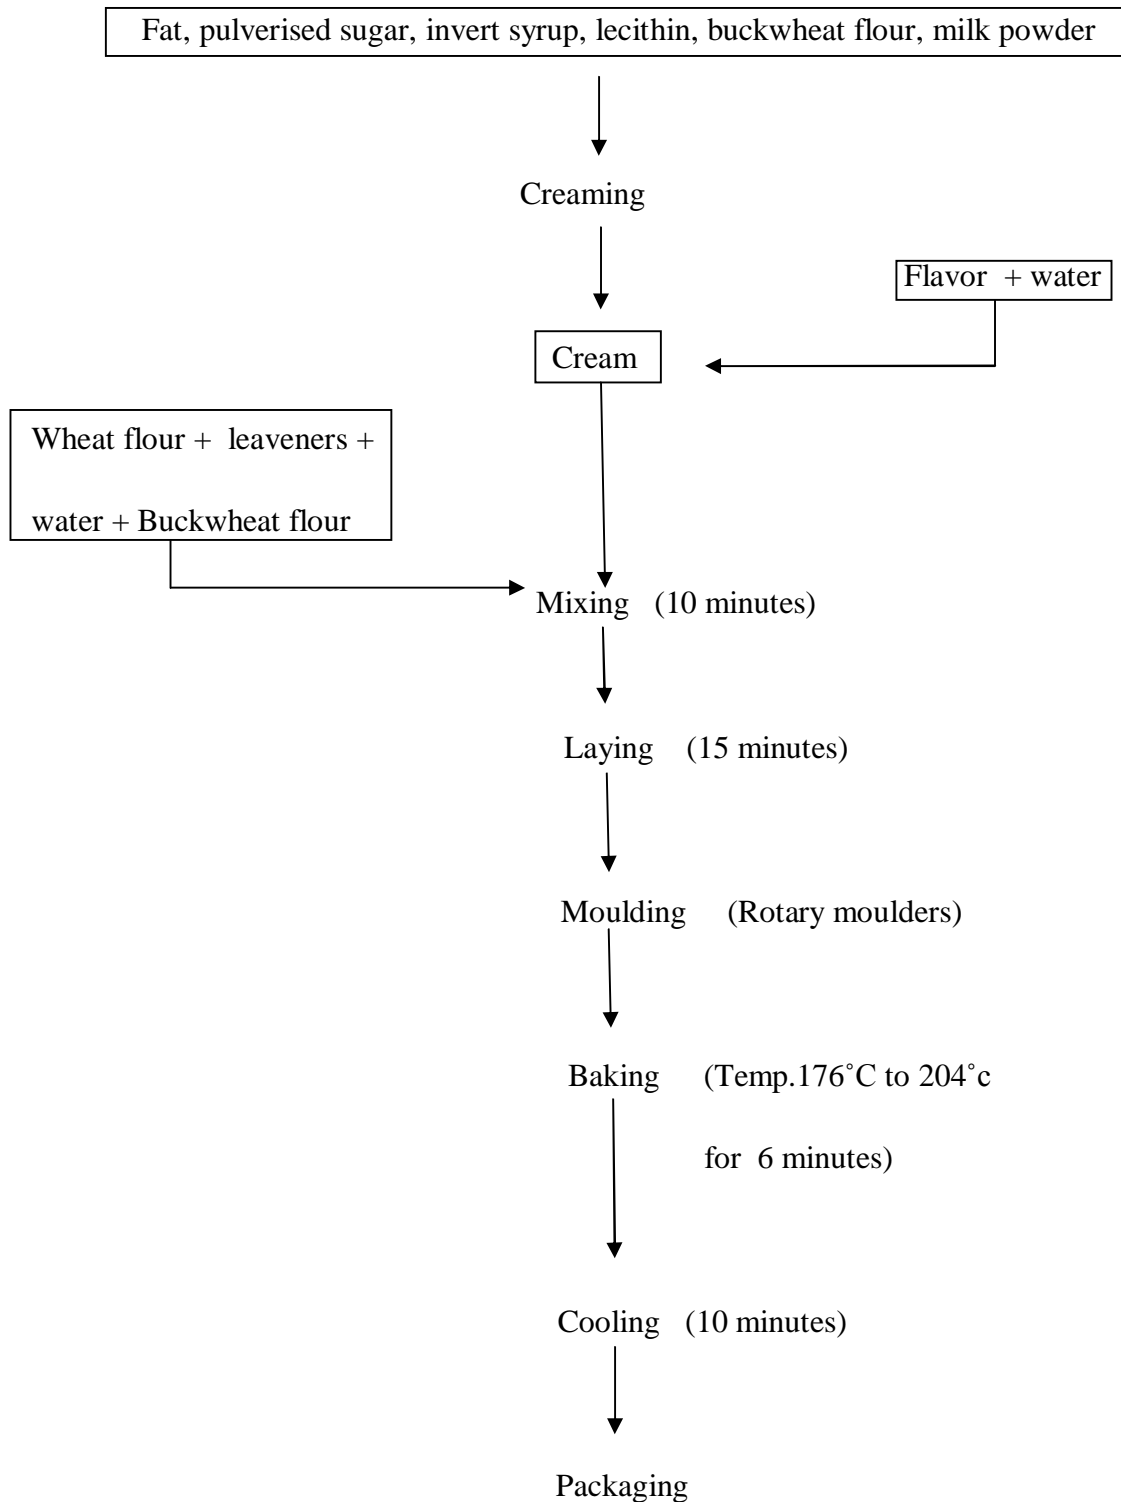 Fat, pulverised sugar, invert syrup, lecithin, buckwheat flour, milk powder
Creaming
Flavor + water
Cream
Wheat flour + leaveners +
water + Buckwheat flour
Mixing (10 minutes)
Laying (15 minutes)
Moulding (Rotary moulders)
Baking (Temp.176˚C to 204˚c
for 6 minutes)
Cooling (10 minutes)
Packaging